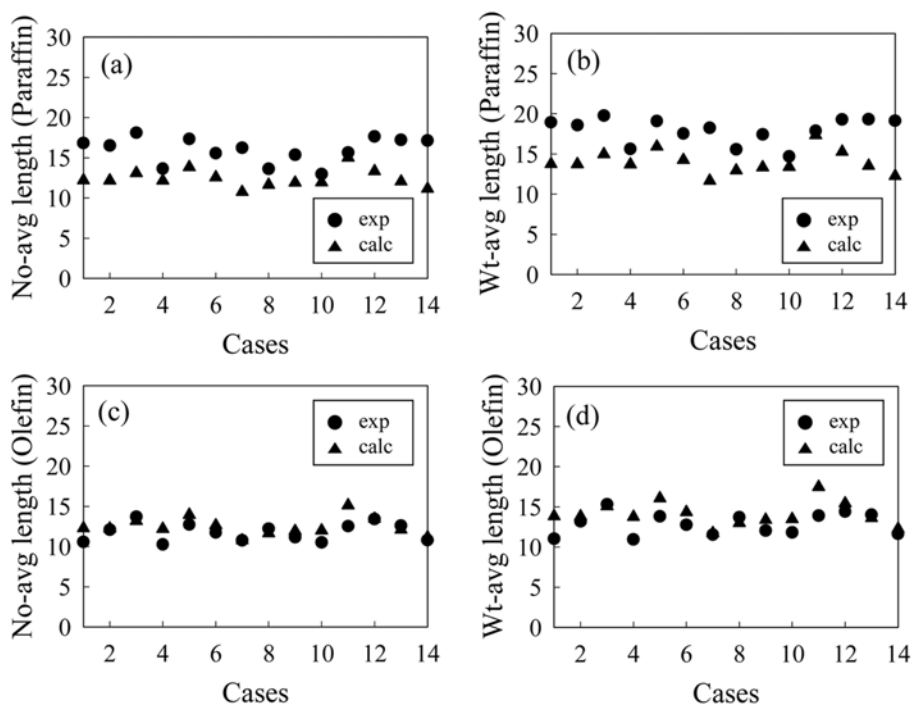 (a)
No-avg length (Paraffin)
30
25
20
15
10
5
0
exp
calc
2 4 6 8 10 12 14
Cases
(b)
Wt-avg length (Paraffin)
30
25
20
15
10
5
0
exp
calc
2 4 6 8 10 12 14
Cases
(c)
No-avg length (Olefin)
30
25
20
15
10
5
0
exp
calc
2 4 6 8 10 12 14
Cases
(d)
Wt-avg length (Olefin)
30
25
20
15
10
5
0
exp
calc
2 4 6 8 10 12 14
Cases